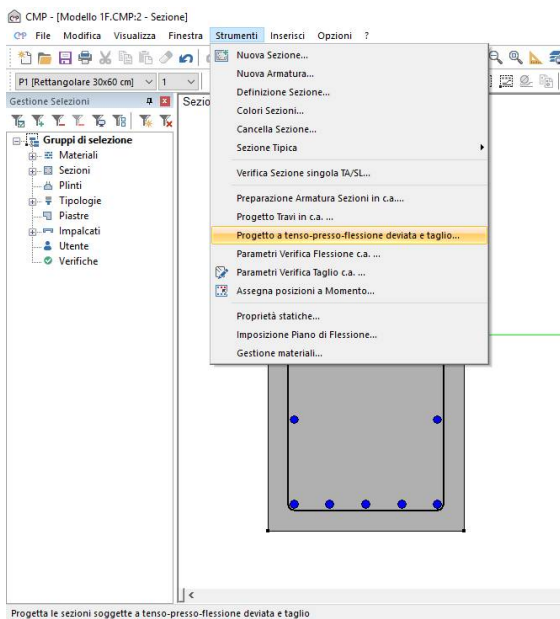 CMP - [Modello 1F.CMP:2 - Sezione]
File Modifica Visualizza Finestra Strumenti Inserisci Opzioni ?
P1 [Rettangolare 30x60 cm] 1
Gestione Selezioni
Sezio
Gruppi di selezione
Materiali
Sezioni
Plinti
Tipologie
Piastre
Impalcati
Utente
Verifiche
Nuova Sezione...
Nuova Armatura...
Definizione Sezione...
Colori Sezioni...
Cancella Sezione...
Sezione Tipica
Verifica Sezione singola TA/SL...
Preparazione Armatura Sezioni in c.a....
Progetto Travi in c.a. ...
Progetto a tenso-presso-flessione deviata e taglio...
Parametri Verifica Flessione c.a. ...
Parametri Verifica Taglio c.a. ...
Assegna posizioni a Momento...
Proprietà statiche...
Imposizione Piano di Flessione...
Gestione materiali...
Progetta le sezioni soggette a tenso-presso-flessione deviata e taglio